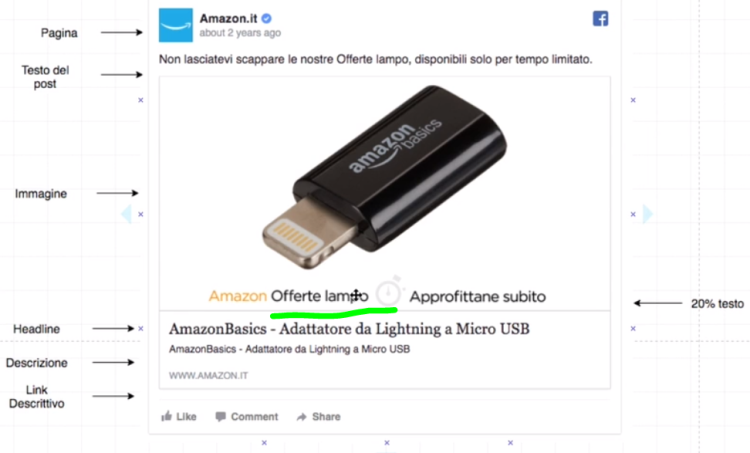 Pagina
Amazon.it
about 2 years ago
Testo del
post
Non lasciatevi scappare le nostre Offerte lampo, disponibili solo per tempo limitato.
Immagine
amazon
basics
Amazon Offerte lampo Approfittane subito
20% testo
Headline
AmazonBasics - Adattatore da Lightning a Micro USB
Descrizione
AmazonBasics - Adattatore da Lightning a Micro USB
Link
Descrittivo
WWW.AMAZON.IT
Like Comment Share